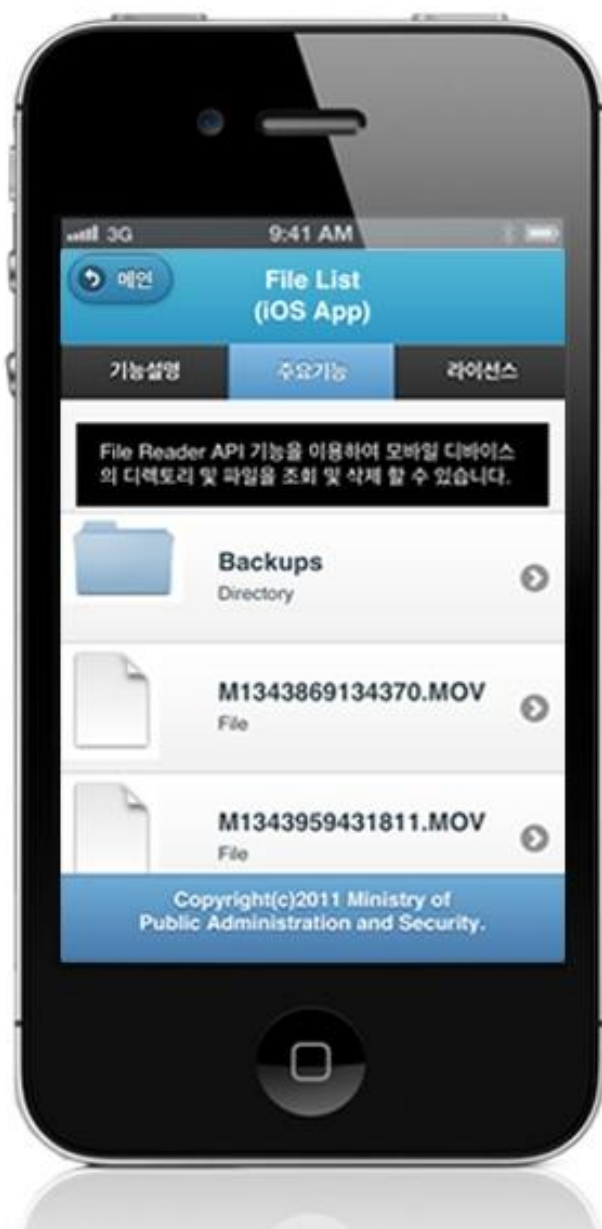 3G 9:41 AM
메인
File List
(iOS App)
기능설명 주요기능 라이선스
File Reader API 기능을 이용하여 모바일 디바이스
의 디렉토리 및 파일을 조회 및 삭제 할 수 있습니다.
Backups
Directory
M1343869134370.MOV
File
M1343959431811.MOV
File
Copyright(c)2011 Ministry of
Public Administration and Security.